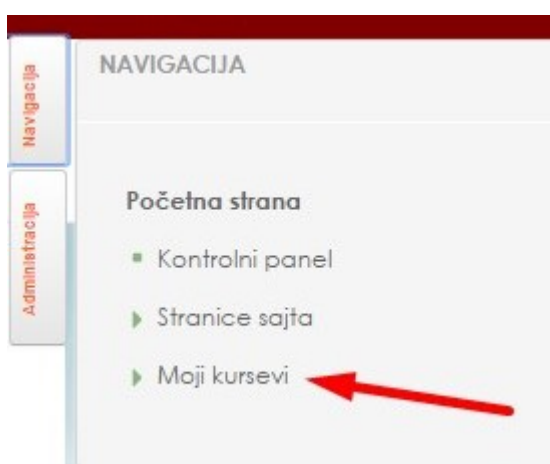 Navigacija
NAVIGACIJA
Početna strana
Kontrolni panel
Administracija
Stranice sajta
Moji kursevi